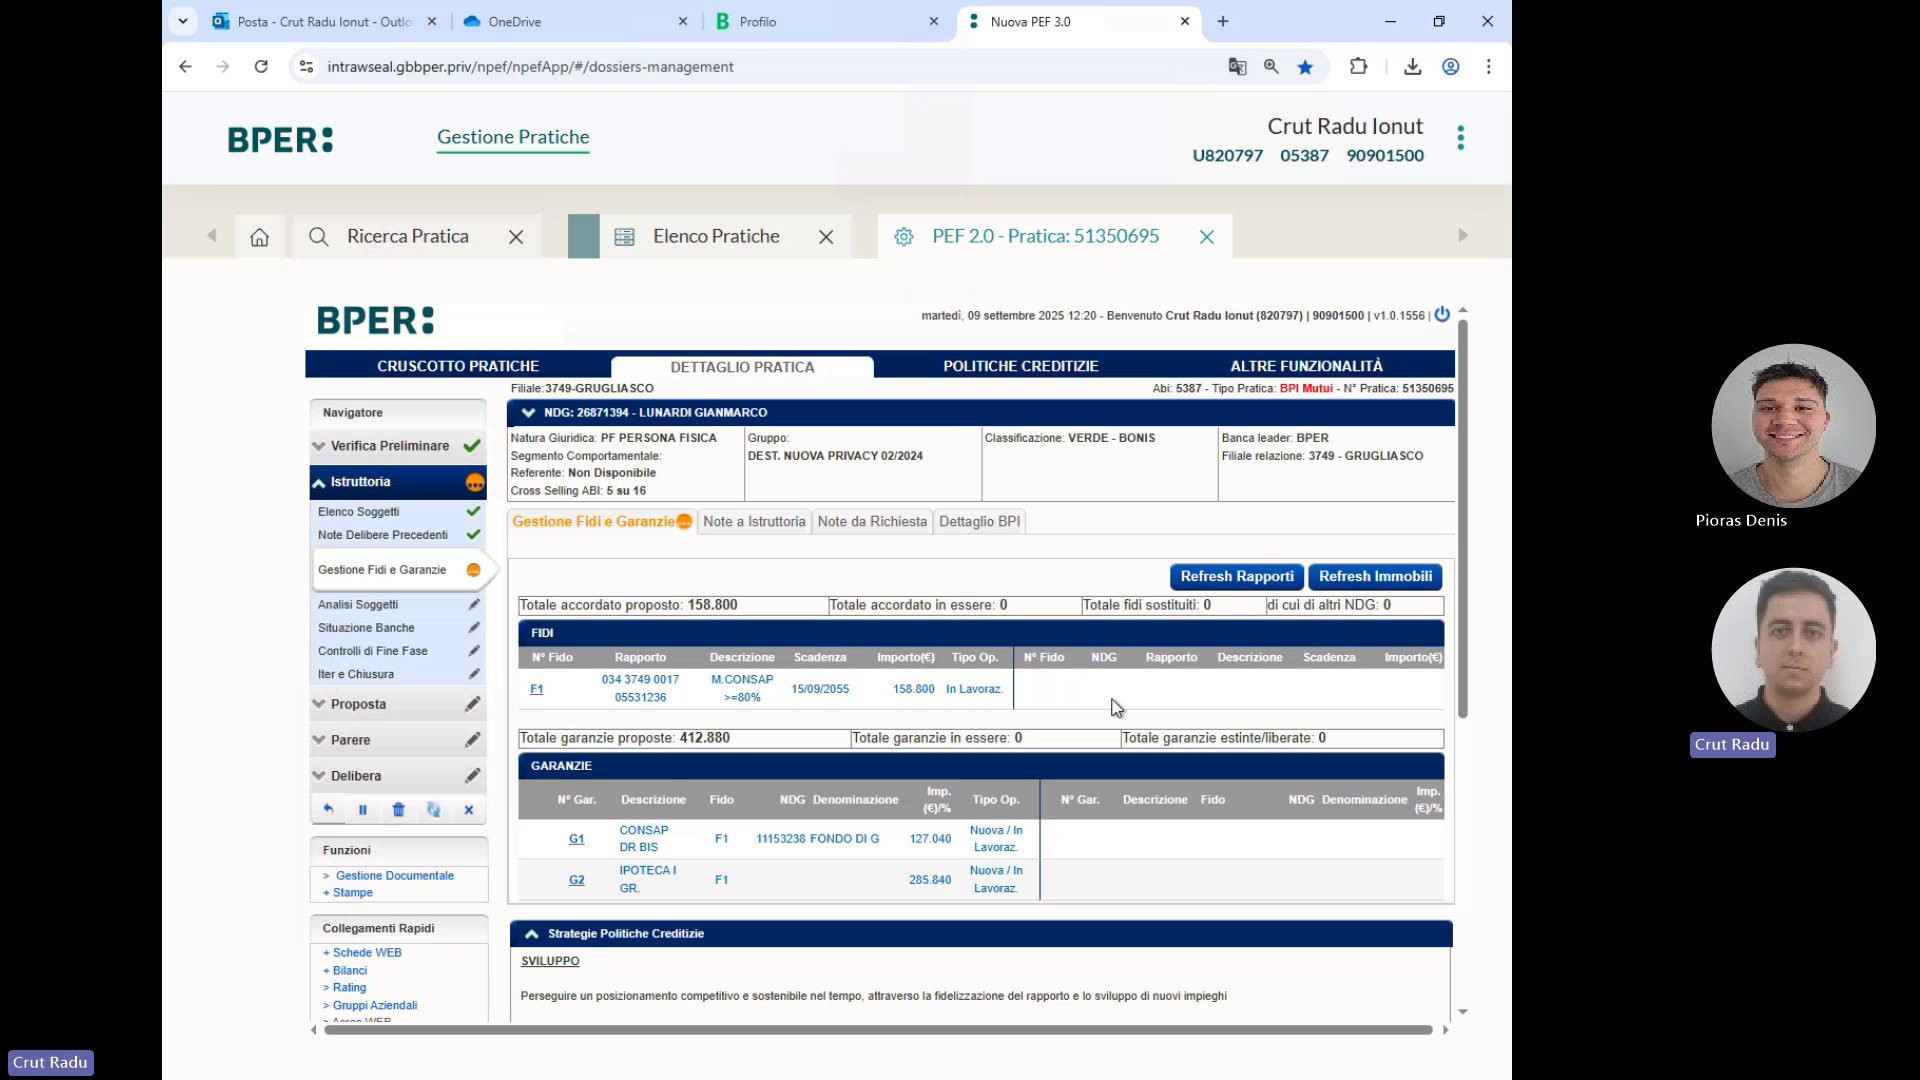 Posta - Crut Radu Ionut - Outlo
OneDrive
Profilo
Nuova PEF 3.0
intrawseal.gbbper.priv/npef/npefApp/#/dossiers-management
BPER:
Gestione Pratiche
Crut Radu Ionut
U820797 05387 90901500
Ricerca Pratica
Elenco Pratiche
PEF 2.0 - Pratica: 51350695
BPER:
martedì, 09 settembre 2025 12:20 - Benvenuto Crut Radu Ionut (820797) | 90901500 | v1.0.1556 |
CRUSCOTTO PRATICHE
DETTAGLIO PRATICA
POLITICHE CREDITIZIE
ALTRE FUNZIONALITÀ
Filiale:3749-GRUGLIASCO
Abi: 5387 - Tipo Pratica: BPI Mutui - N° Pratica: 51350695
Navigatore
Verifica Preliminare
Istruttoria
Elenco Soggetti
Note Delibere Precedenti
Gestione Fidi e Garanzie
Analisi Soggetti
Situazione Banche
Controlli di Fine Fase
Iter e Chiusura
Proposta
Parere
Delibera
Funzioni
> Gestione Documentale
+ Stampe
Collegamenti Rapidi
+ Schede WEB
+ Bilanci
> Rating
> Gruppi Aziendali
NDG: 26871394 - LUNARDI GIANMARCO
Natura Giuridica: PF PERSONA FISICA
Segmento Comportamentale:
Referente: Non Disponibile
Cross Selling ABI: 5 su 16
Gruppo:
DEST. NUOVA PRIVACY 02/2024
Classificazione: VERDE - BONIS
Banca leader: BPER
Filiale relazione: 3749 - GRUGLIASCO
Gestione Fidi e Garanzie
Note a Istruttoria
Note da Richiesta
Dettaglio BPI
Refresh Rapporti
Refresh Immobili
Totale accordato proposto: 158.800
Totale accordato in essere: 0
Totale fidi sostituiti: 0
di cui di altri NDG: 0
FIDI
N° Fido Rapporto Descrizione Scadenza Importo(€) Tipo Op. N° Fido NDG Rapporto Descrizione Scadenza Importo(€)
F1 034 3749 0017 05531236 M.CONSAP >=80% 15/09/2055 158.800 In Lavoraz.
Totale garanzie proposte: 412.880
Totale garanzie in essere: 0
Totale garanzie estinte/liberate: 0
GARANZIE
N° Gar. Descrizione Fido NDG Denominazione Imp. (€)/% Tipo Op. N° Gar. Descrizione Fido NDG Denominazione Imp. (€)/%
G1 CONSAP DR BIS F1 11153238 FONDO DI G 127.040 Nuova / In Lavoraz.
G2 IPOTECA I GR. F1 285.840 Nuova / In Lavoraz.
Strategie Politiche Creditizie
SVILUPPO
Perseguire un posizionamento competitivo e sostenibile nel tempo, attraverso la fidelizzazione del rapporto e lo sviluppo di nuovi impieghi
Pioras Denis
Crut Radu
Crut Radu